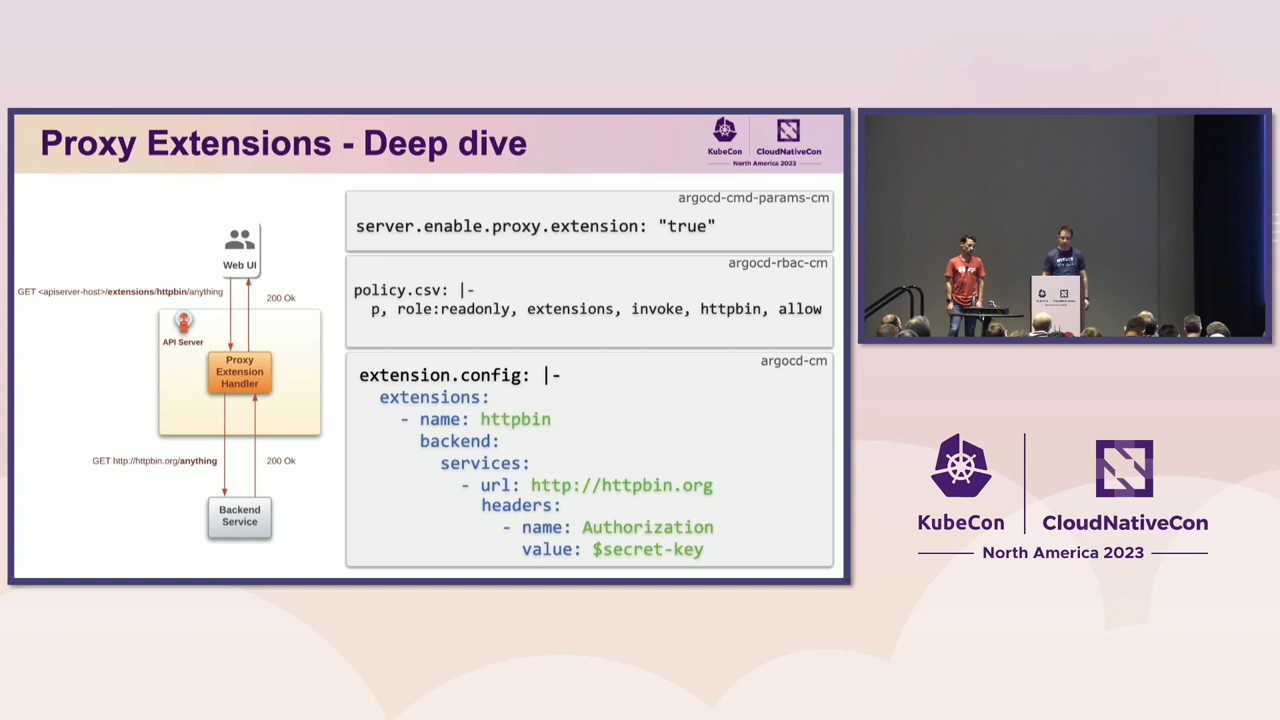 Proxy Extensions - Deep dive
KubeCon
CloudNativeCon
North America 2023
Web UI
GET <apiserver-host>/extensions/httpbin/anything
200 Ok
API Server
Proxy
Extension
Handler
GET http://httpbin.org/anything
200 Ok
Backend
Service
argocd-cmd-params-cm
server.enable.proxy.extension: "true"
argocd-rbac-cm
policy.csv: |-
p, role:readonly, extensions, invoke, httpbin, allow
argocd-cm
extension.config: |-
extensions:
- name: httpbin
backend:
services:
- url: http://httpbin.org
headers:
- name: Authorization
value: $secret-key
KubeCon
CloudNativeCon
North America 2023